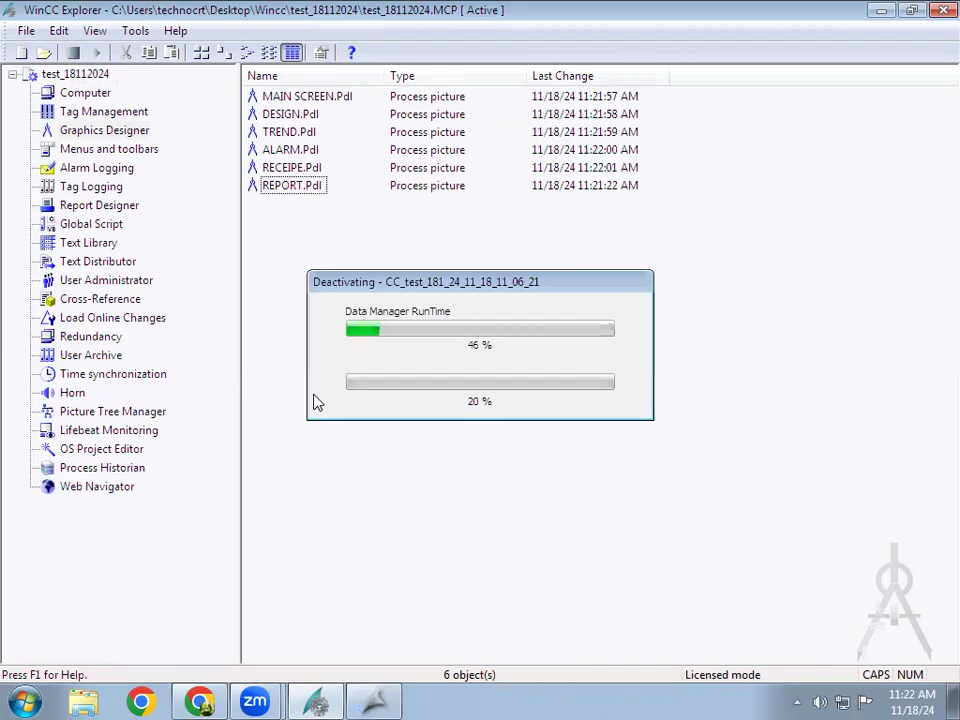 WinCC Explorer - C:\Users\technocrt\Desktop\Wincc\test_18112024\test_18112024.MCP [ Active ]
File Edit View Tools Help
test_18112024
Computer
Tag Management
Graphics Designer
Menus and toolbars
Alarm Logging
Tag Logging
Report Designer
Global Script
Text Library
Text Distributor
User Administrator
Cross-Reference
Load Online Changes
Redundancy
User Archive
Time synchronization
Horn
Picture Tree Manager
Lifebeat Monitoring
OS Project Editor
Process Historian
Web Navigator
Name Type Last Change
MAIN SCREEN.Pdl Process picture 11/18/24 11:21:57 AM
DESIGN.Pdl Process picture 11/18/24 11:21:58 AM
TREND.Pdl Process picture 11/18/24 11:21:59 AM
ALARM.Pdl Process picture 11/18/24 11:22:00 AM
RECEIPE.Pdl Process picture 11/18/24 11:22:01 AM
REPORT.Pdl Process picture 11/18/24 11:21:22 AM
Deactivating - CC_test_181_24_11_18_11_06_21
Data Manager RunTime
46 %
20 %
Press F1 for Help. 6 object(s) Licensed mode CAPS NUM
zm
11:22 AM
11/18/24